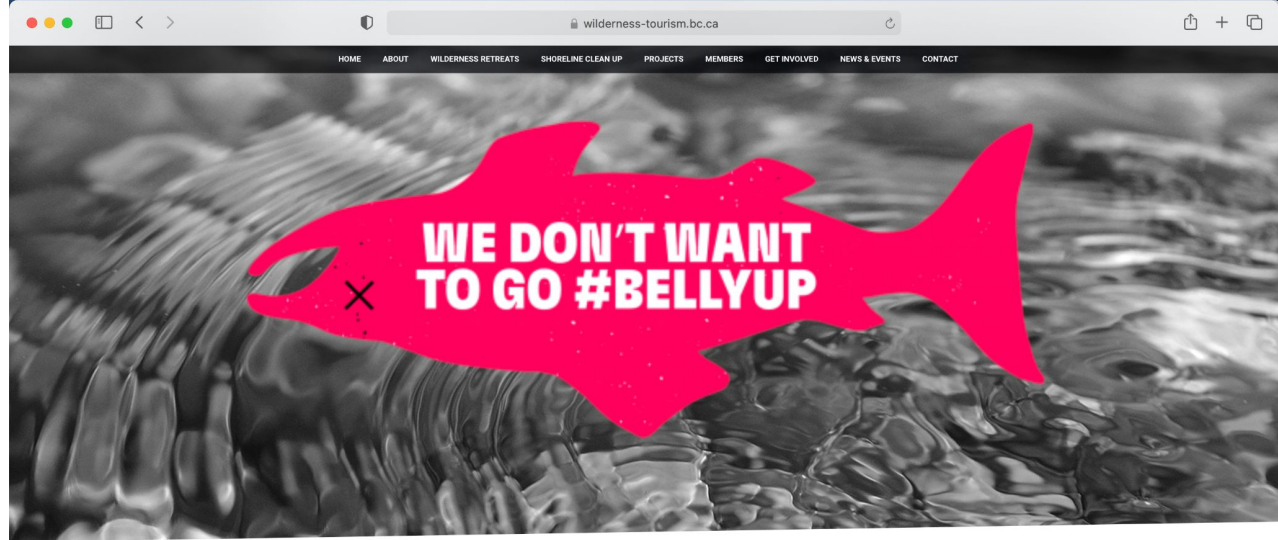 wilderness-tourism.bc.ca
HOME ABOUT WILDERNESS RETREATS SHORELINE CLEAN UP PROJECTS MEMBERS GET INVOLVED NEWS & EVENTS CONTACT
WE DON'T WANT
TO GO #BELLYUP